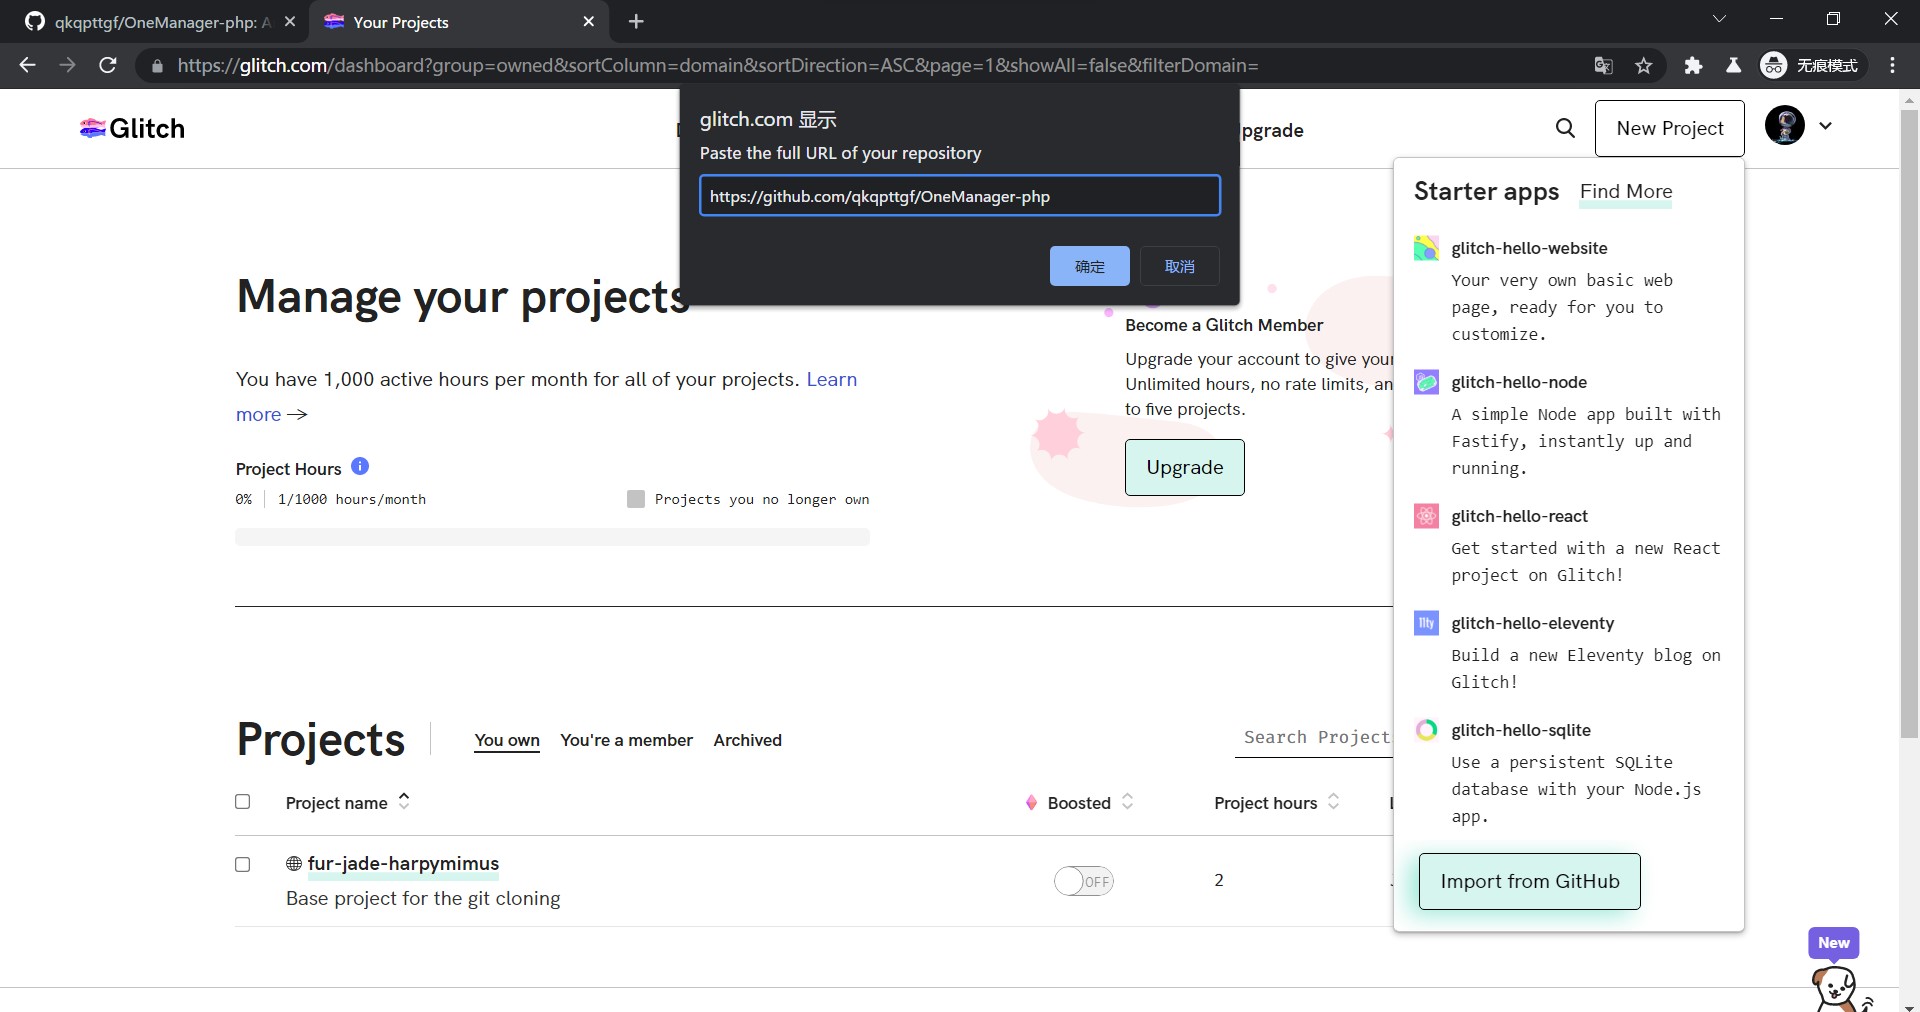 qkqpttgf/OneManager-php: A
Your Projects
https://glitch.com/dashboard?group=owned&sortColumn=domain&sortDirection=ASC&page=1&showAll=false&filterDomain=
无痕模式
Glitch
pgrade
New Project
glitch.com 显示
Paste the full URL of your repository
https://github.com/qkqpttgf/OneManager-php
确定
取消
Starter apps Find More
glitch-hello-website
Your very own basic web
page, ready for you to
customize.
glitch-hello-node
A simple Node app built with
Fastify, instantly up and
running.
glitch-hello-react
Get started with a new React
project on Glitch!
11ty
glitch-hello-eleventy
Build a new Eleventy blog on
Glitch!
glitch-hello-sqlite
Use a persistent SQLite
database with your Node.js
app.
Import from GitHub
Manage your projects
You have 1,000 active hours per month for all of your projects. Learn
more →
Project Hours
0% 1/1000 hours/month
Projects you no longer own
Become a Glitch Member
Upgrade your account to give your
Unlimited hours, no rate limits, an
to five projects.
Upgrade
Projects
You own You're a member Archived
Search Project
Project name
Boosted
Project hours
fur-jade-harpymimus
Base project for the git cloning
OFF
2
New